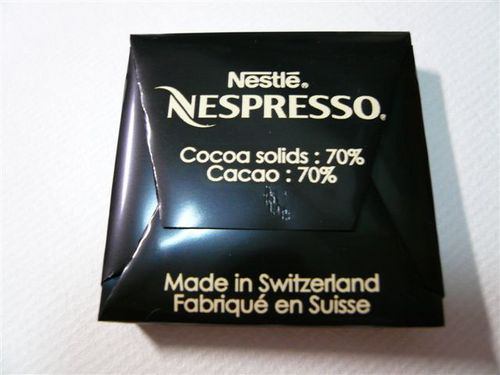 Nestlé®
NESPRESSO®
Cocoa solids : 70%
Cacao : 70%
Made in Switzerland
Fabriqué en Suisse